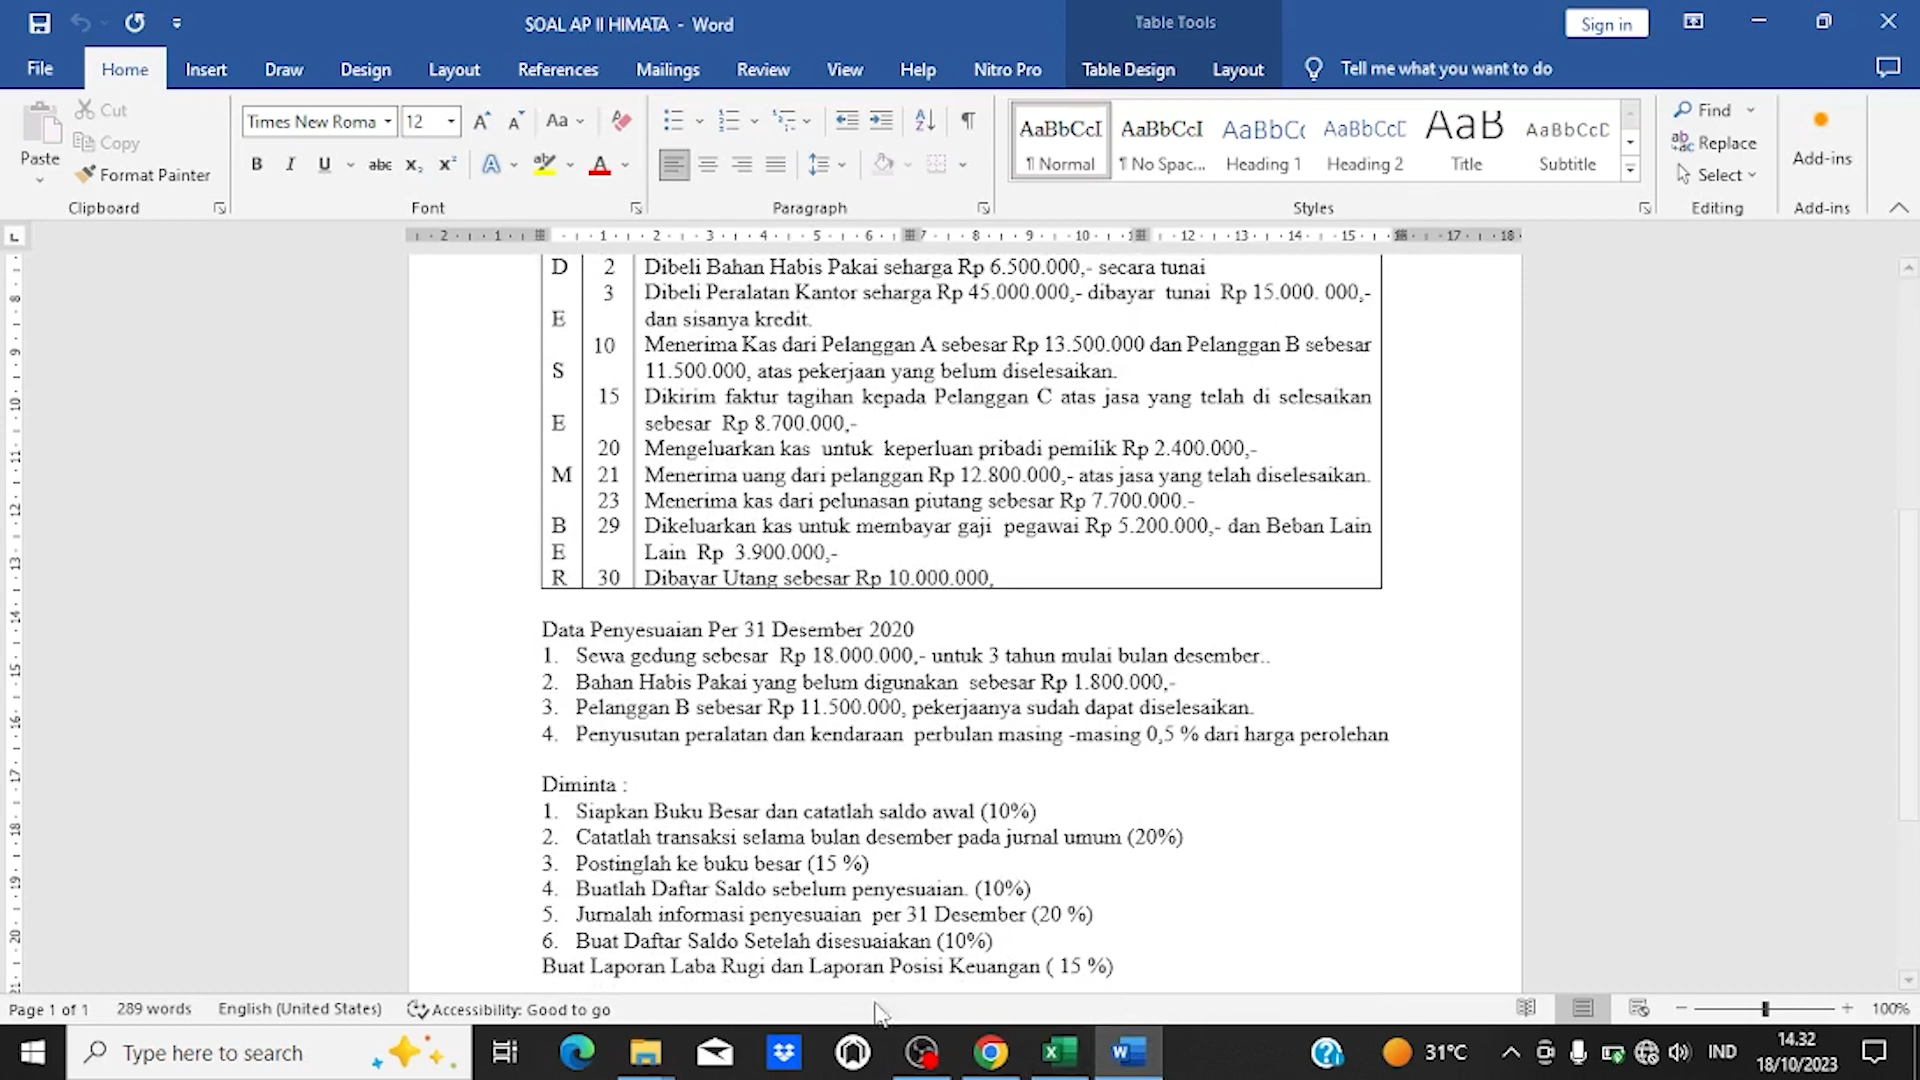 SOAL AP II HIMATA - Word
Table Tools
Sign in
File
Home
Insert
Draw
Design
Layout
References
Mailings
Review
View
Help
Nitro Pro
Table Design
Layout
Tell me what you want to do
Paste
Cut
Copy
Format Painter
Clipboard
Times New Roma
12
Font
Paragraph
AaBbCcI
¶ Normal
AaBbCcI
¶ No Spac...
AaBbCc
Heading 1
AaBbCcD
Heading 2
AaB
Title
AaBbCcD
Subtitle
Styles
Find
Replace
Select
Editing
Add-ins
Add-ins
D 2 Dibeli Bahan Habis Pakai seharga Rp 6.500.000,- secara tunai
3 Dibeli Peralatan Kantor seharga Rp 45.000.000,- dibayar tunai Rp 15.000. 000,-
E dan sisanya kredit.
10 Menerima Kas dari Pelanggan A sebesar Rp 13.500.000 dan Pelanggan B sebesar
S 11.500.000, atas pekerjaan yang belum diselesaikan.
15 Dikirim faktur tagihan kepada Pelanggan C atas jasa yang telah di selesaikan
E sebesar Rp 8.700.000,-
20 Mengeluarkan kas untuk keperluan pribadi pemilik Rp 2.400.000,-
M 21 Menerima uang dari pelanggan Rp 12.800.000,- atas jasa yang telah diselesaikan.
23 Menerima kas dari pelunasan piutang sebesar Rp 7.700.000.-
B 29 Dikeluarkan kas untuk membayar gaji pegawai Rp 5.200.000,- dan Beban Lain
E Lain Rp 3.900.000,-
R 30 Dibayar Utang sebesar Rp 10.000.000,
Data Penyesuaian Per 31 Desember 2020
1. Sewa gedung sebesar Rp 18.000.000,- untuk 3 tahun mulai bulan desember..
2. Bahan Habis Pakai yang belum digunakan sebesar Rp 1.800.000,-
3. Pelanggan B sebesar Rp 11.500.000, pekerjaanya sudah dapat diselesaikan.
4. Penyusutan peralatan dan kendaraan perbulan masing -masing 0,5 % dari harga perolehan
Diminta :
1. Siapkan Buku Besar dan catatlah saldo awal (10%)
2. Catatlah transaksi selama bulan desember pada jurnal umum (20%)
3. Postinglah ke buku besar (15 %)
4. Buatlah Daftar Saldo sebelum penyesuaian. (10%)
5. Jurnalah informasi penyesuaian per 31 Desember (20 %)
6. Buat Daftar Saldo Setelah disesuaiakan (10%)
Buat Laporan Laba Rugi dan Laporan Posisi Keuangan ( 15 %)
Page 1 of 1
289 words
English (United States)
Accessibility: Good to go
100%
Type here to search
31°C
IND
14.32
18/10/2023